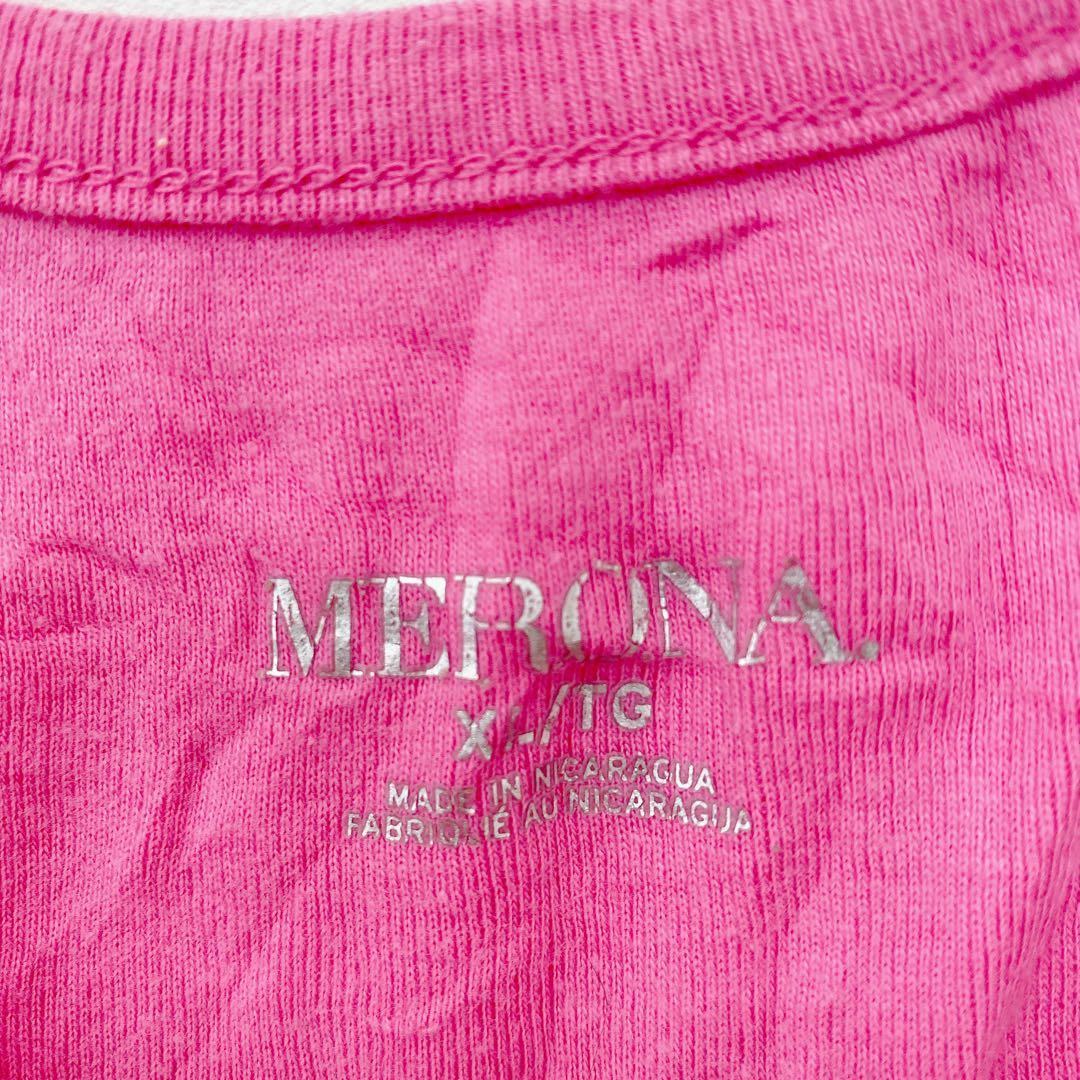 MERONA.
XL/TG
MADE IN NICARAGUA
FABRIQUÉ AU NICARAGUA